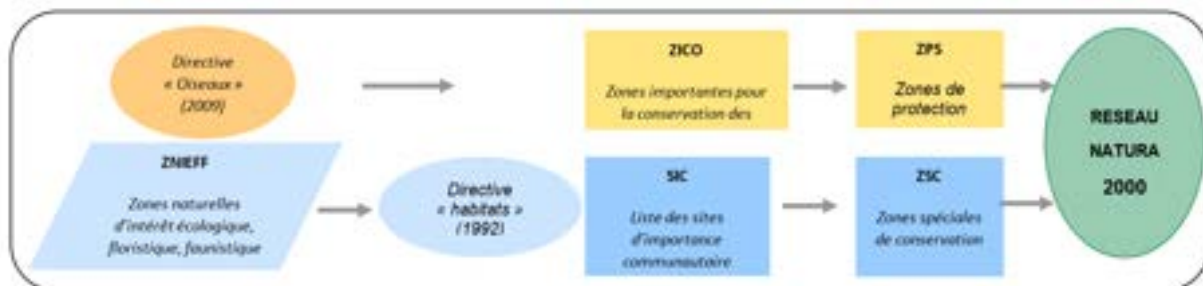 Directive
« Oiseaux »
(2009)
ZICO
Zones importantes pour
la conservation des
ZPS
Zones de
protection
RESEAU
NATURA
2000
ZNIEFF
Zones naturelles
d'intérêt écologique,
floristique, faunistique
Directive
« habitats »
(1992)
SIC
Liste des sites
d'importance
communautaire
ZSC
Zones spéciales
de conservation